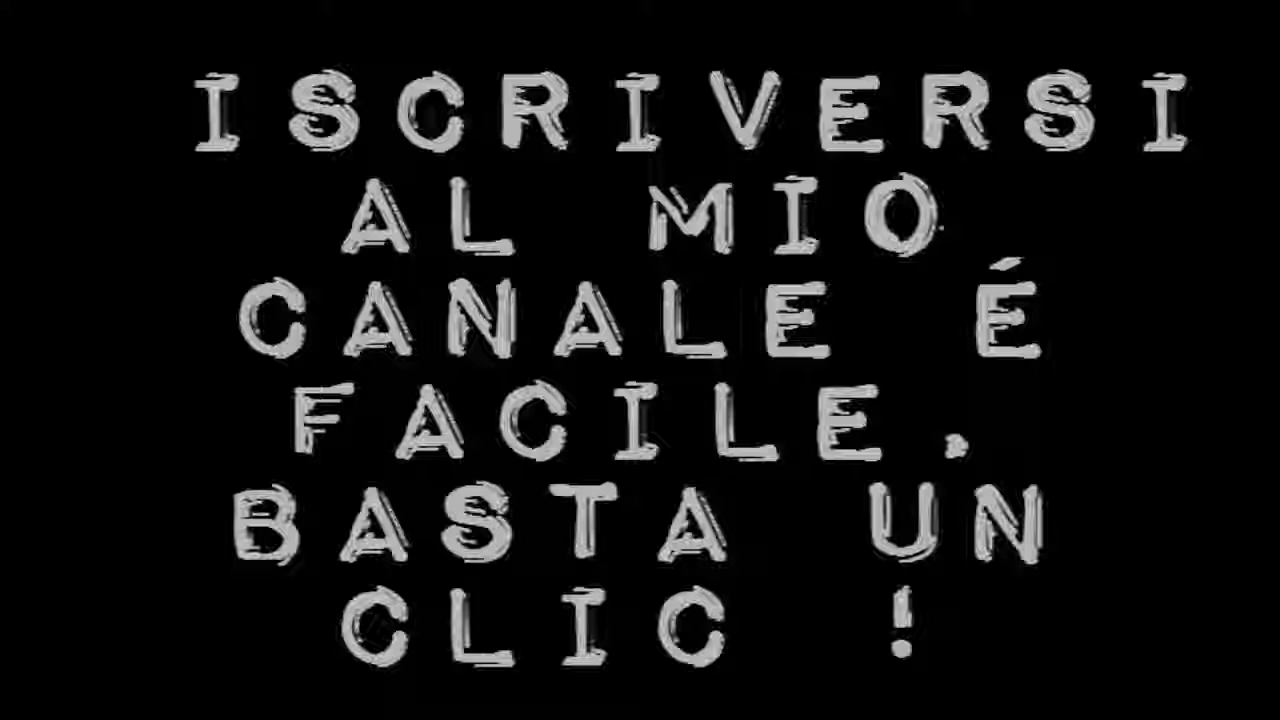 ISCRIVERSI
AL MIO
CANALE É
FACILE.
BASTA UN
CLIC !